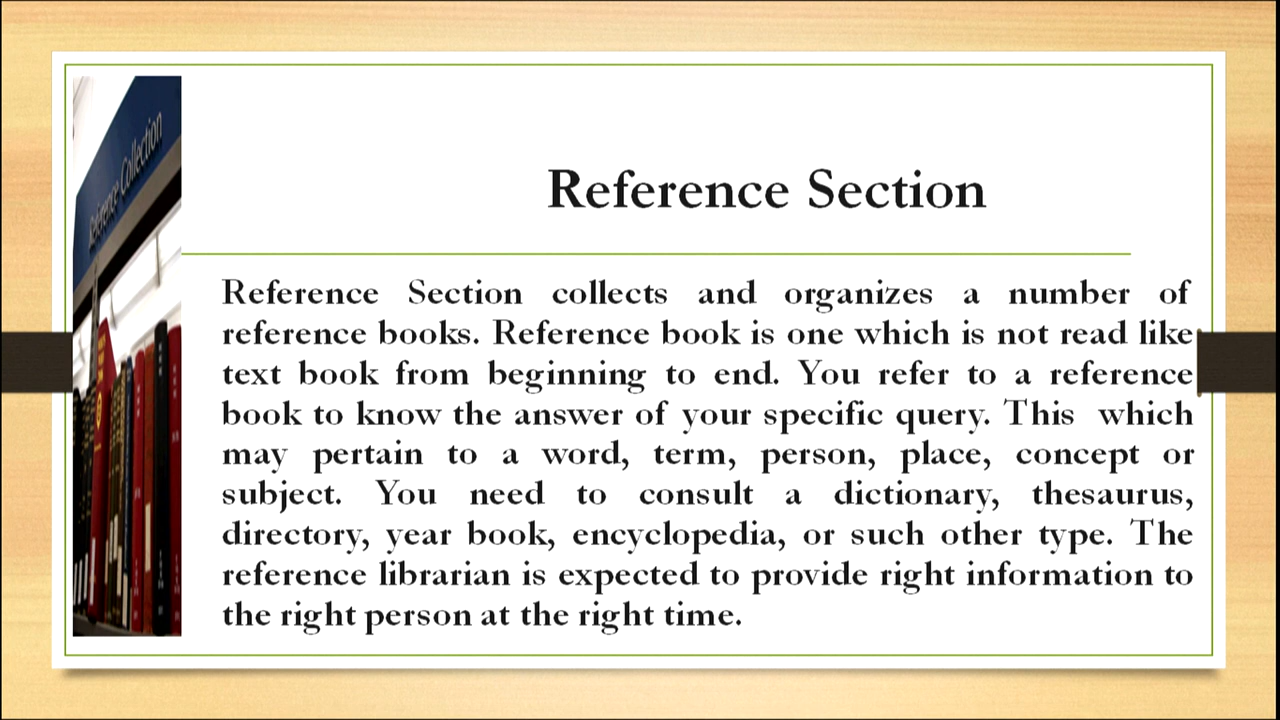 Reference Collection
Reference Section
Reference Section collects and organizes a number of
reference books. Reference book is one which is not read like
text book from beginning to end. You refer to a reference
book to know the answer of your specific query. This  which
may pertain to a word, term, person, place, concept or
subject. You need to consult a dictionary, thesaurus,
directory, year book, encyclopedia, or such other type. The
reference librarian is expected to provide right information to
the right person at the right time.